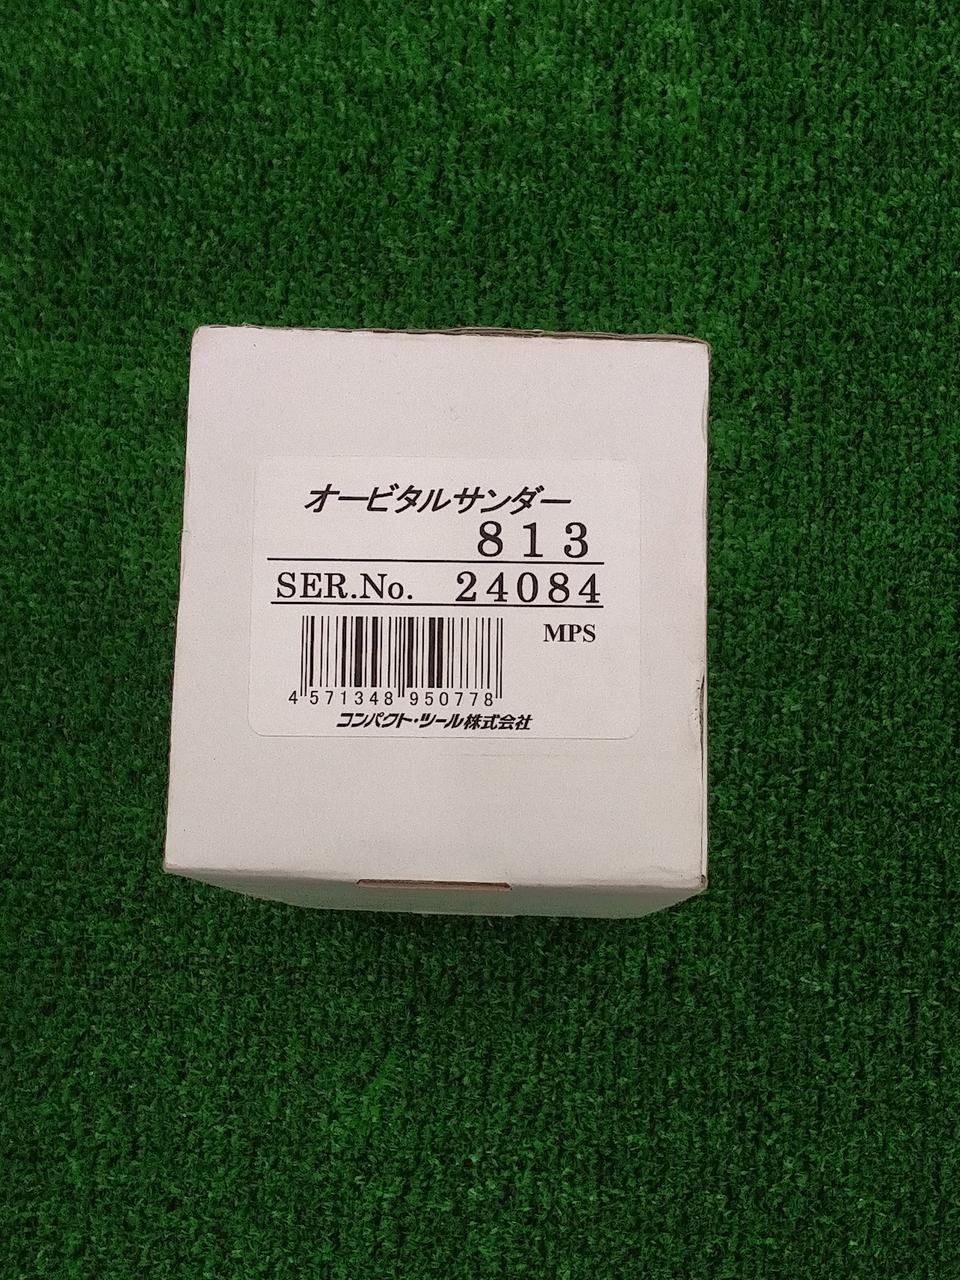 オービタルサンダー
813
SER.No. 24084
MPS
4 571348 950778
コンパクト・ツール株式会社